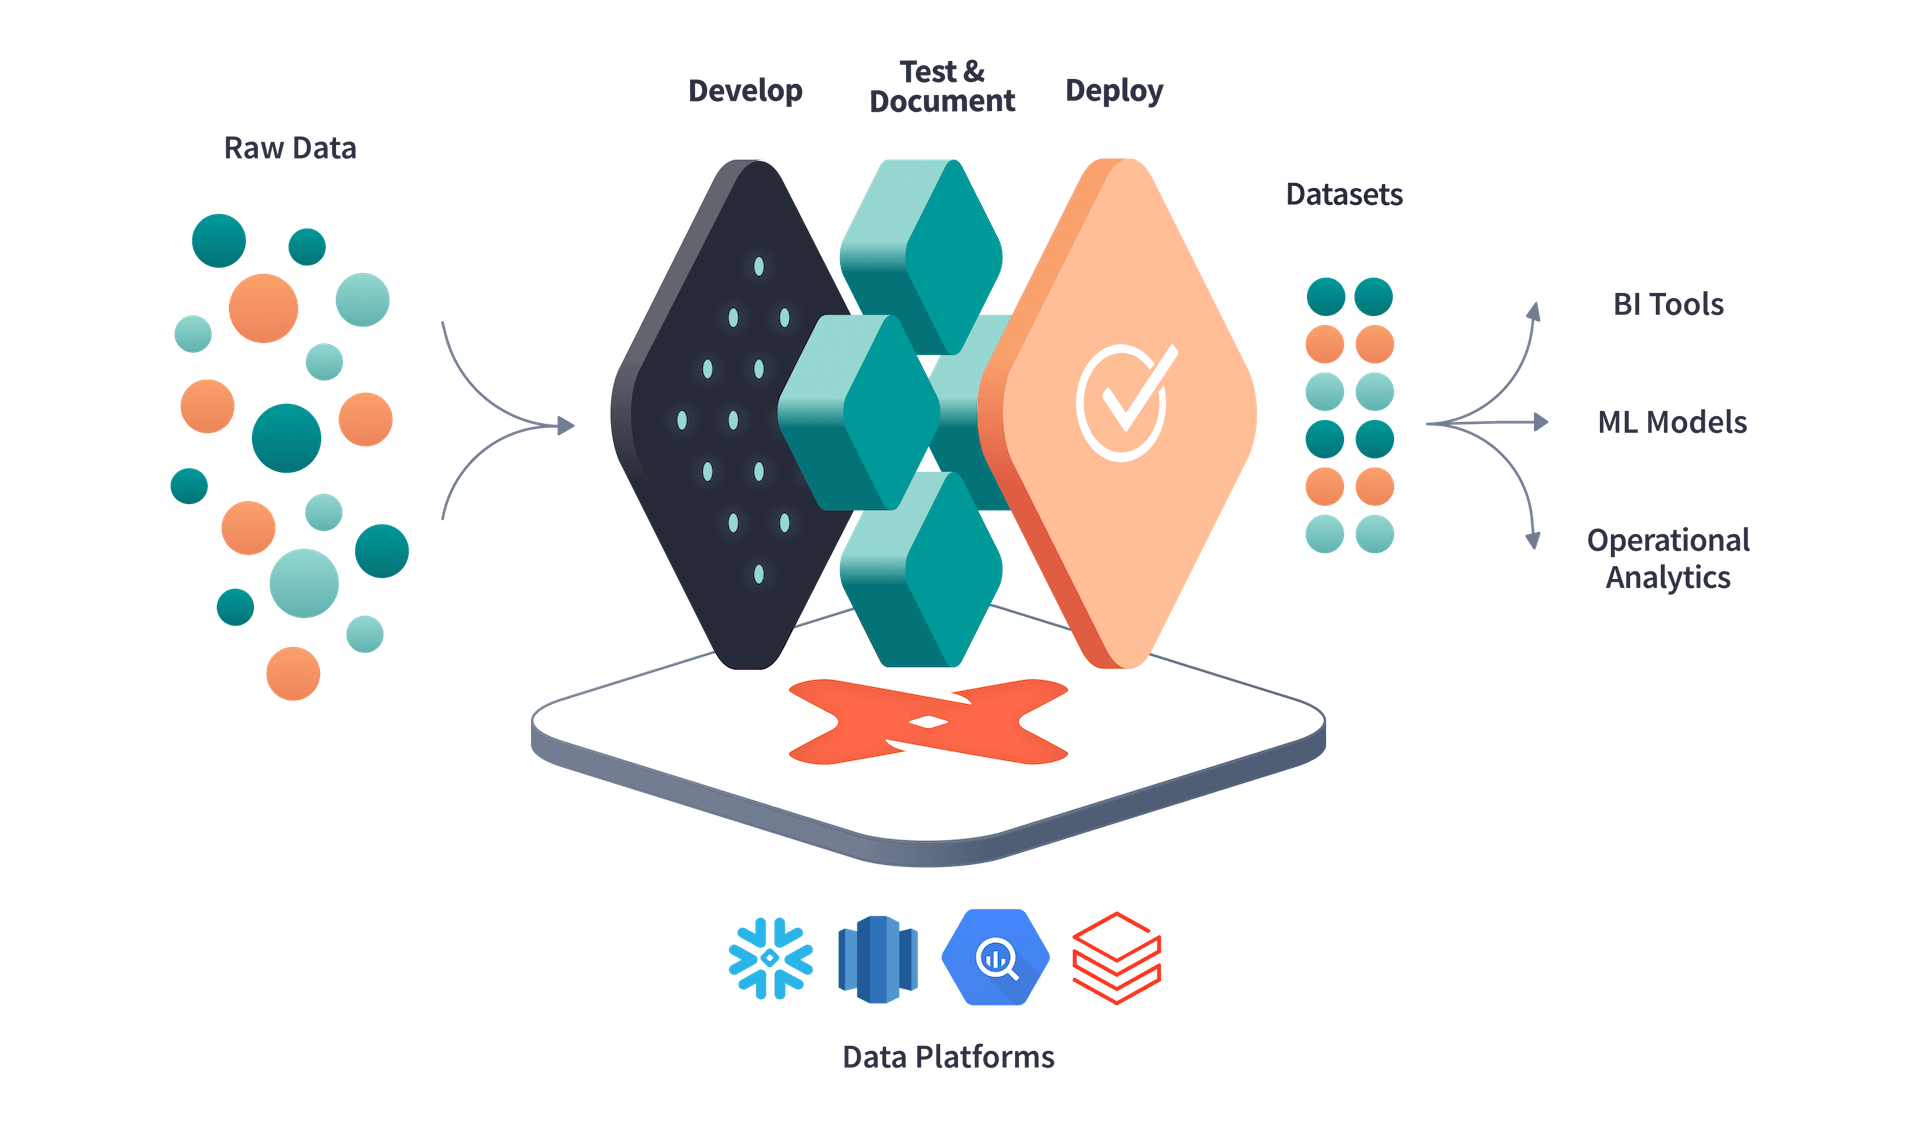 Raw Data
Develop
Test &
Document
Deploy
Datasets
BI Tools
ML Models
Operational
Analytics
Data Platforms